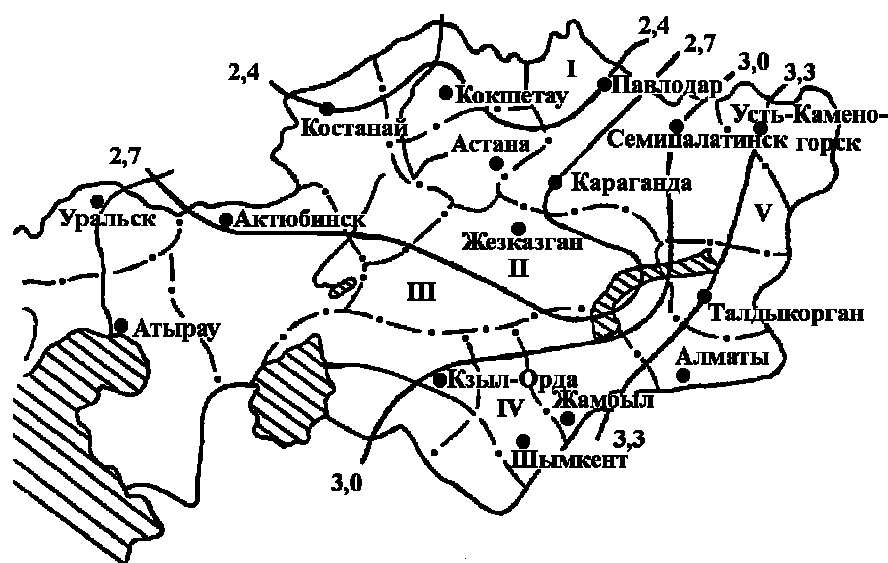 2,4
2,7
3,0
3,3
2,4
I
Павлодар
Кокпетау
Костанай
Усть-Камено-
горск
Семипалатинск
Астана
2,7
Караганда
Уральск
Актюбинск
V
Жезказган
II
III
Талдыкорган
Атырау
Алматы
Кзыл-Орда
Жамбыл
IV
3,3
Шымкент
3,0